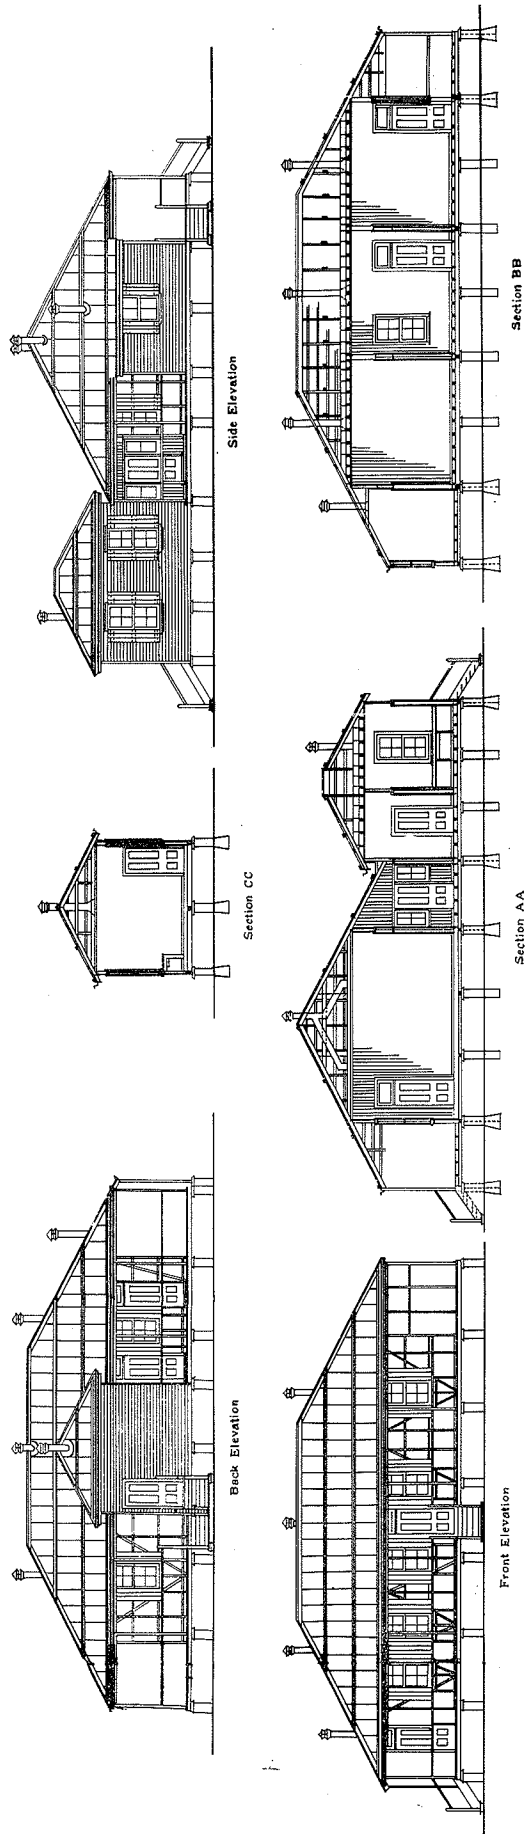 Side Elevation
Section CC
Back Elevation
Section BB
Section AA
Front Elevation